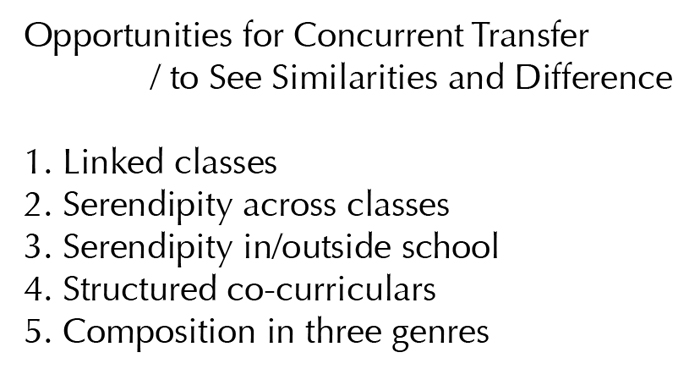 Opportunities for Concurrent Transfer
/ to See Similarities and Difference
1. Linked classes
2. Serendipity across classes
3. Serendipity in/outside school
4. Structured co-curriculars
5. Composition in three genres